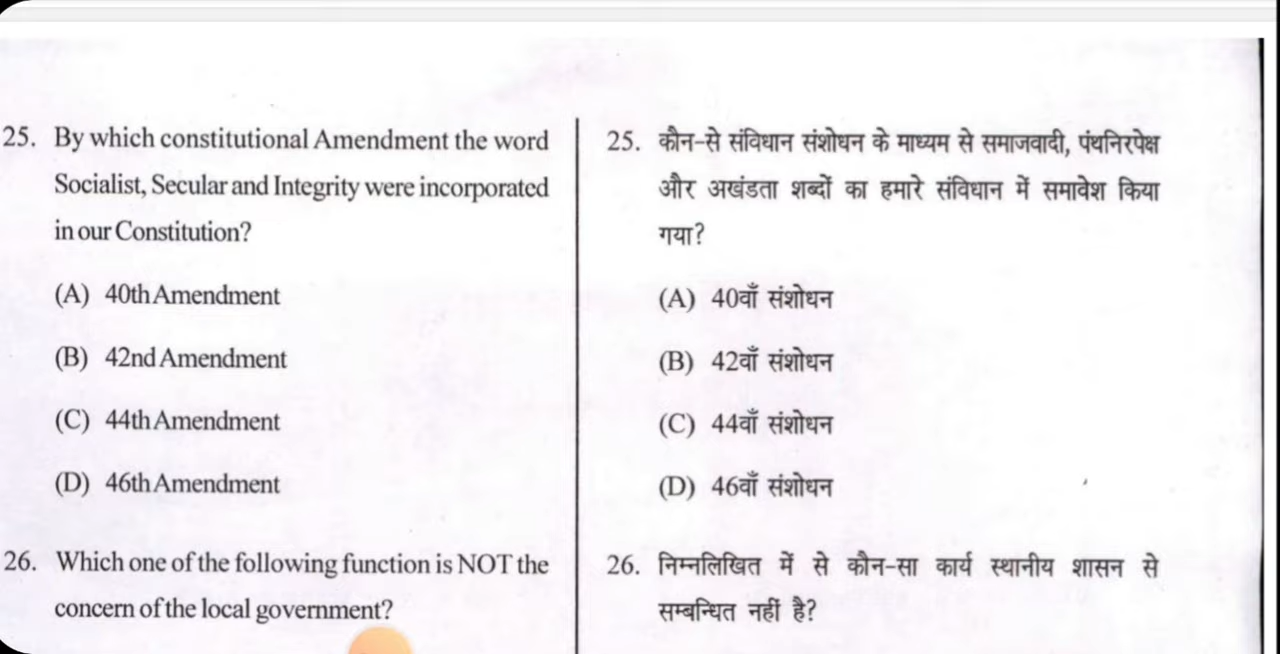 25. By which constitutional Amendment the word
Socialist, Secular and Integrity were incorporated
in our Constitution?
(A) 40th Amendment
(B) 42nd Amendment
(C) 44th Amendment
(D) 46th Amendment
26. Which one of the following function is NOT the
concern of the local government?
25. कौन-से संविधान संशोधन के माध्यम से समाजवादी, पंथनिरपेक्ष
और अखंडता शब्दों का हमारे संविधान में समावेश किया
गया?
(A) 40वाँ संशोधन
(B) 42वाँ संशोधन
(C) 44वाँ संशोधन
(D) 46वाँ संशोधन
26. निम्नलिखित में से कौन-सा कार्य स्थानीय शासन से
सम्बन्धित नहीं है?